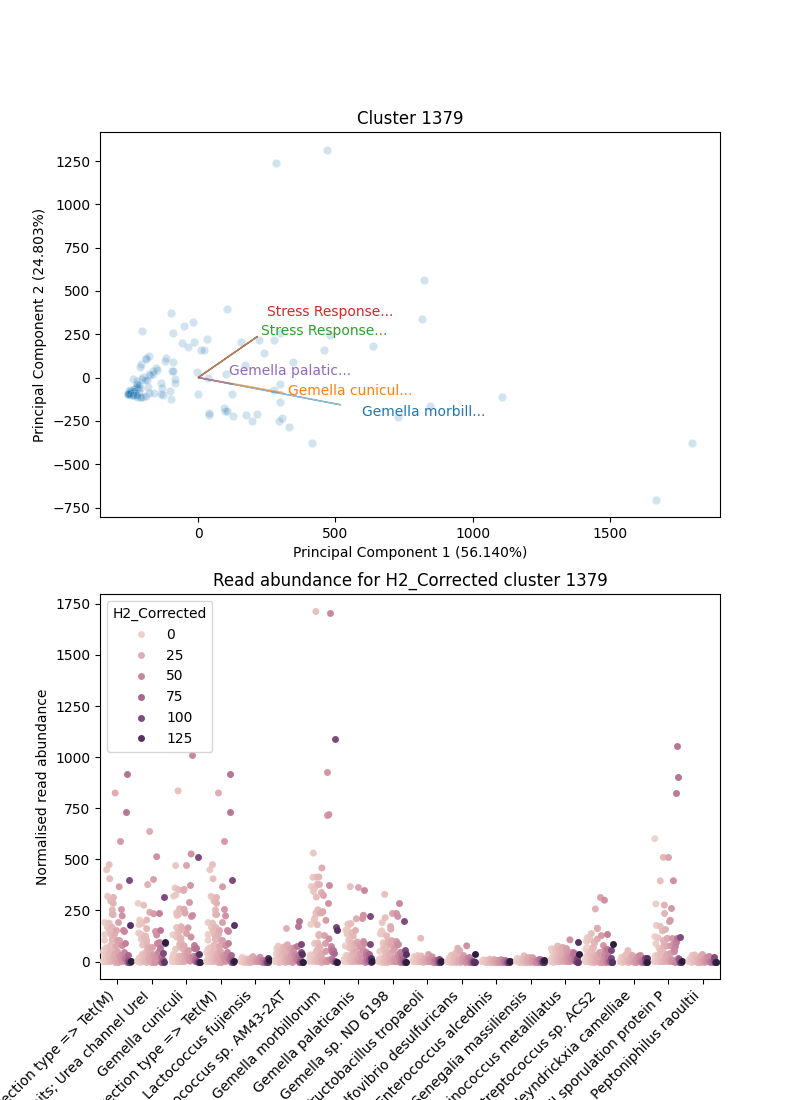 Cluster 1379
Principal Component 2 (24.803%)
1250
1000
750
500
250
0
−250
−500
−750
Stress Response...
Stress Response...
Gemella palatic...
Gemella cunicul...
Gemella morbill...
0
500
1000
1500
Principal Component 1 (56.140%)
Read abundance for H2_Corrected cluster 1379
Normalised read abundance
1750
1500
1250
1000
750
500
250
0
H2_Corrected
0
25
50
75
100
125
ection type => Tet(M)
its; Urea channel UreI
Gemella cuniculi
ection type => Tet(M)
Lactococcus fujiensis
ococcus sp. AM43-2AT
Gemella morbillorum
Gemella palaticanis
Gemella sp. ND 6198
ructobacillus tropaeoli
lfovibrio desulfuricans
Enterococcus alcedinis
Senegalia massiliensis
inococcus metallilatus
treptococcus sp. ACS2
Heyndrickxia camelliae
sporulation protein P
Peptoniphilus raoultii